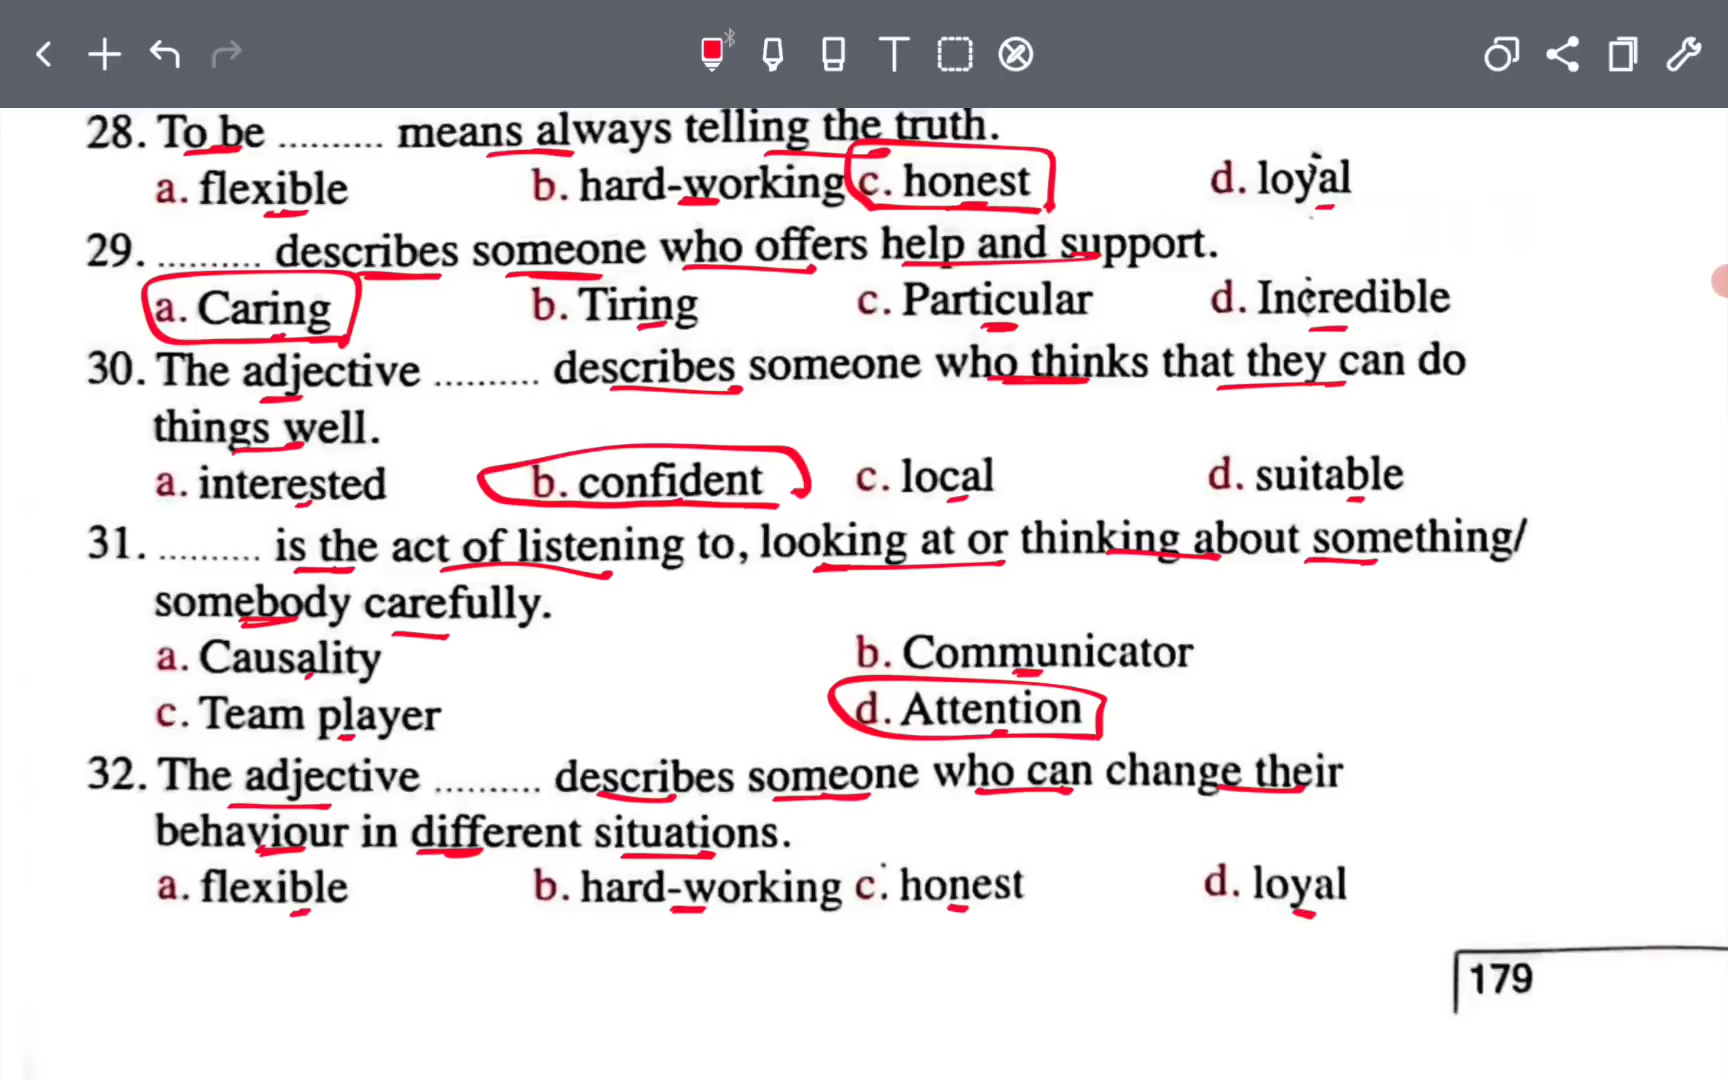 28. To be .......... means always telling the truth.
a. flexible b. hard-working c. honest d. loyal
29. .......... describes someone who offers help and support.
a. Caring b. Tiring c. Particular d. Incredible
30. The adjective .......... describes someone who thinks that they can do
things well.
a. interested b. confident c. local d. suitable
31. .......... is the act of listening to, looking at or thinking about something/
somebody carefully.
a. Causality b. Communicator
c. Team player d. Attention
32. The adjective .......... describes someone who can change their
behaviour in different situations.
a. flexible b. hard-working c. honest d. loyal
179